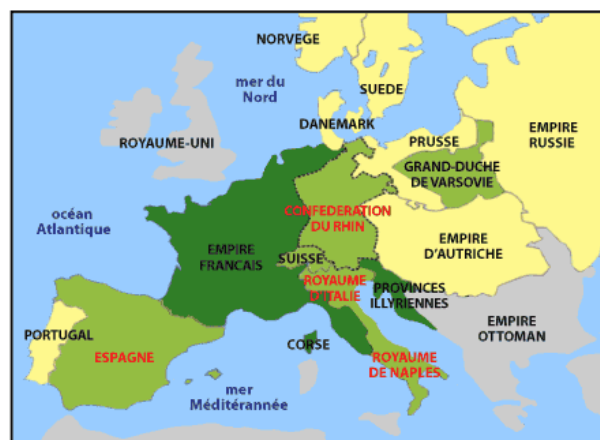 NORVEGE
mer du
Nord
SUEDE
DANEMARK
ROYAUME-UNI
PRUSSE
EMPIRE
RUSSIE
GRAND-DUCHE
DE VARSOVIE
océan
Atlantique
CONFEDERATION
DU RHIN
EMPIRE
FRANCAIS
SUISSE
EMPIRE
D'AUTRICHE
ROYAUME
D'ITALIE
PROVINCES
ILLYRIENNES
PORTUGAL
ESPAGNE
CORSE
EMPIRE
OTTOMAN
ROYAUME
DE NAPLES
mer
Méditérrannée